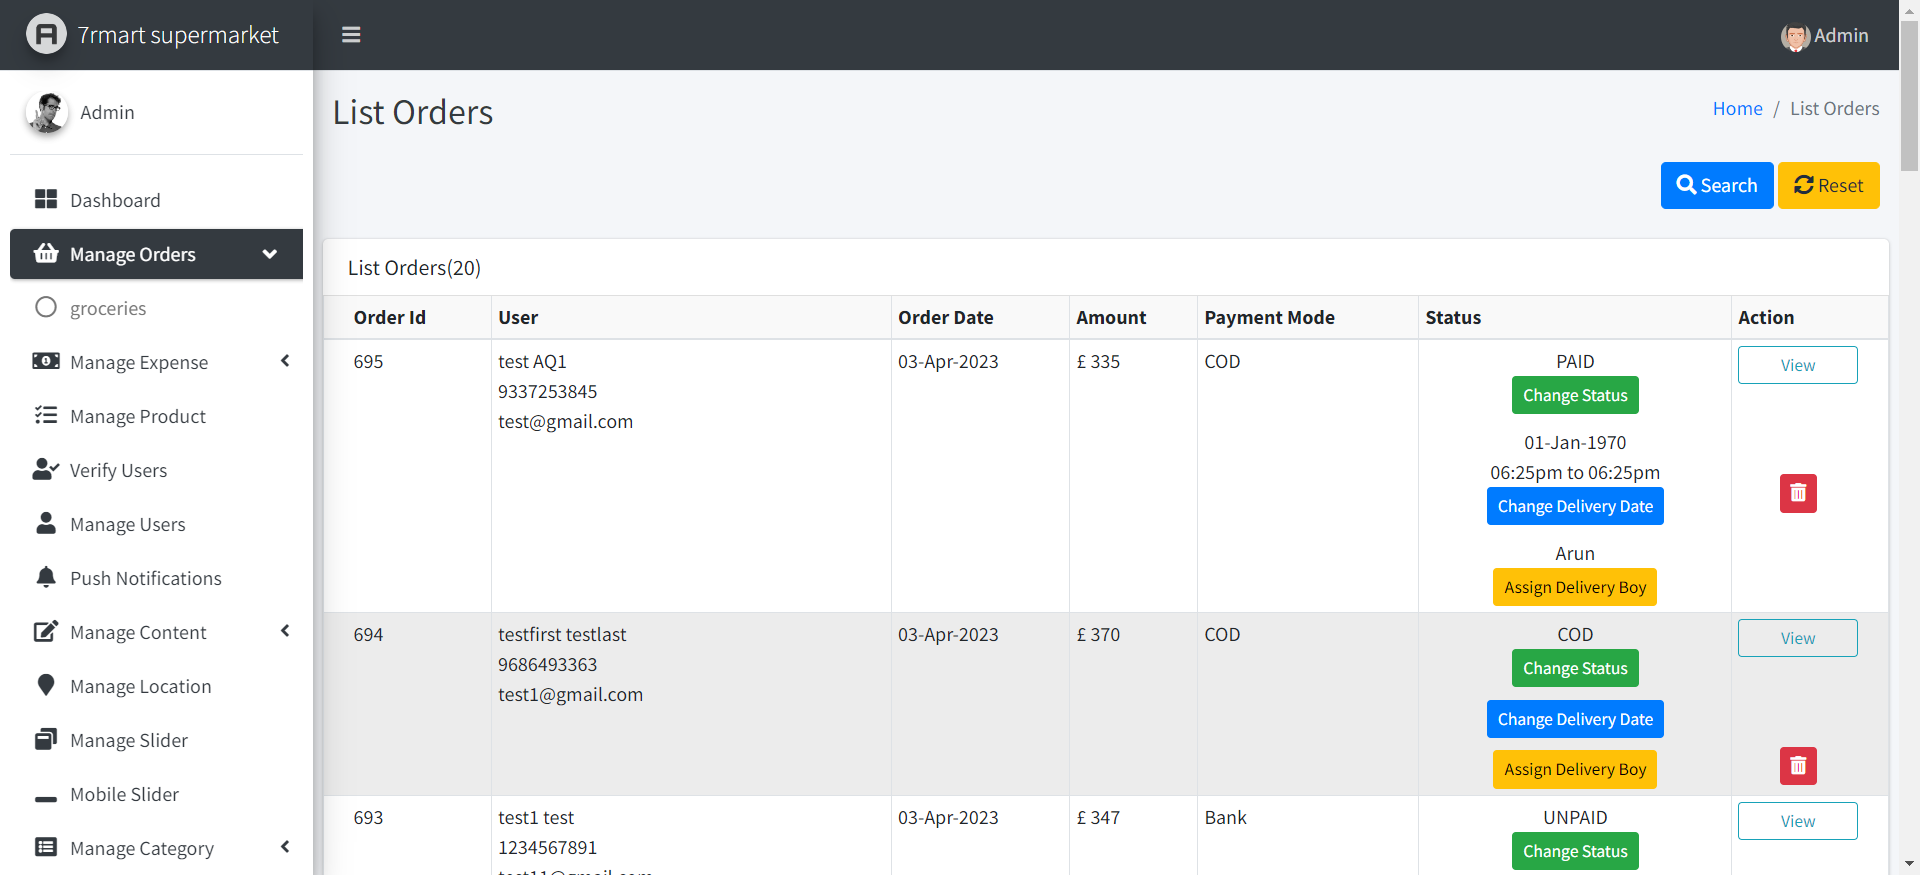 7rmart supermarket
Admin
Admin
Dashboard
Manage Orders
groceries
Manage Expense
Manage Product
Verify Users
Manage Users
Push Notifications
Manage Content
Manage Location
Manage Slider
Mobile Slider
Manage Category
List Orders
Home / List Orders
Search
Reset
List Orders(20)
Order Id User Order Date Amount Payment Mode Status Action
695 test AQ1 03-Apr-2023 £ 335 COD PAID View
9337253845
test@gmail.com
Change Status
01-Jan-1970
06:25pm to 06:25pm
Change Delivery Date
Arun
Assign Delivery Boy
694 testfirst testlast 03-Apr-2023 £ 370 COD COD View
9686493363
test1@gmail.com
Change Status
Change Delivery Date
Assign Delivery Boy
693 test1 test 03-Apr-2023 £ 347 Bank UNPAID View
1234567891
Change Status